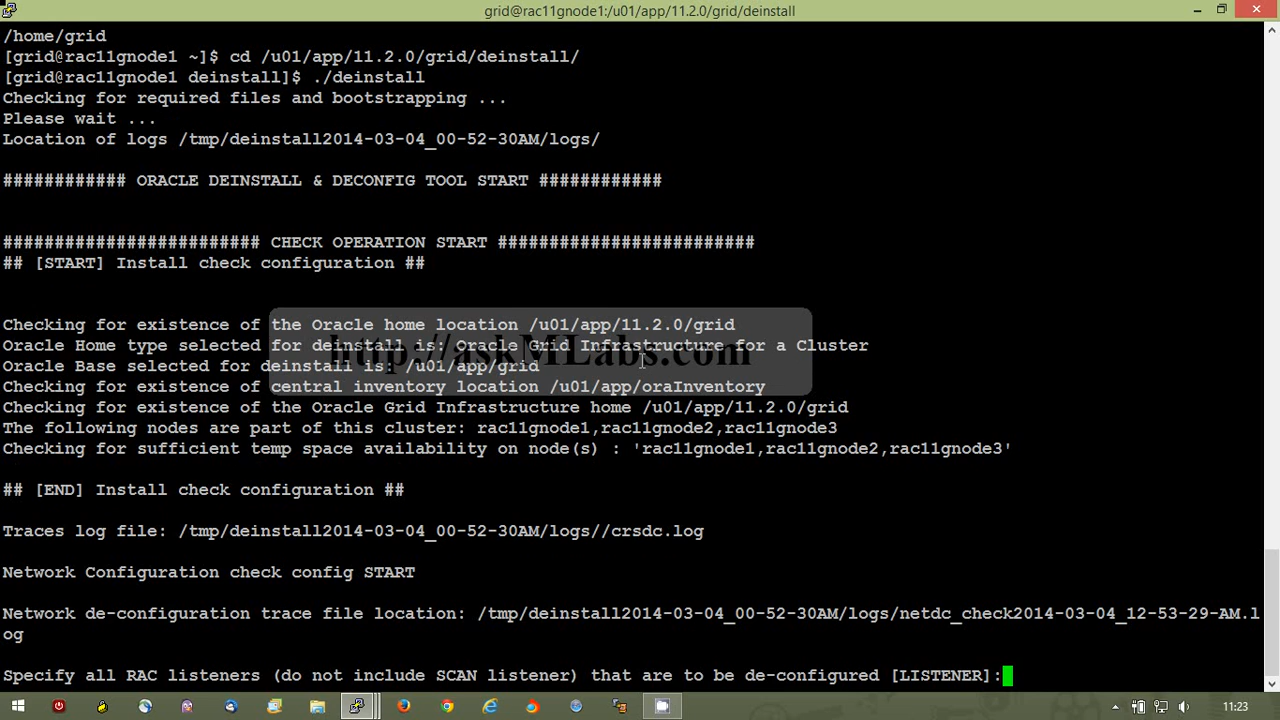 grid@rac11gnode1:/u01/app/11.2.0/grid/deinstall
/home/grid
[grid@rac11gnode1 ~]$ cd /u01/app/11.2.0/grid/deinstall/
[grid@rac11gnode1 deinstall]$ ./deinstall
Checking for required files and bootstrapping ...
Please wait ...
Location of logs /tmp/deinstall2014-03-04_00-52-30AM/logs/
############ ORACLE DEINSTALL & DECONFIG TOOL START ############
######################### CHECK OPERATION START #########################
## [START] Install check configuration ##
Checking for existence of the Oracle home location /u01/app/11.2.0/grid
Oracle Home type selected for deinstall is: Oracle Grid Infrastructure for a Cluster
http://askMLabs.com
Oracle Base selected for deinstall is: /u01/app/grid
Checking for existence of central inventory location /u01/app/oraInventory
Checking for existence of the Oracle Grid Infrastructure home /u01/app/11.2.0/grid
The following nodes are part of this cluster: rac11gnode1,rac11gnode2,rac11gnode3
Checking for sufficient temp space availability on node(s) : 'rac11gnode1,rac11gnode2,rac11gnode3'
## [END] Install check configuration ##
Traces log file: /tmp/deinstall2014-03-04_00-52-30AM/logs//crsdc.log
Network Configuration check config START
Network de-configuration trace file location: /tmp/deinstall2014-03-04_00-52-30AM/logs/netdc_check2014-03-04_12-53-29-AM.l
og
Specify all RAC listeners (do not include SCAN listener) that are to be de-configured [LISTENER]:
11:23